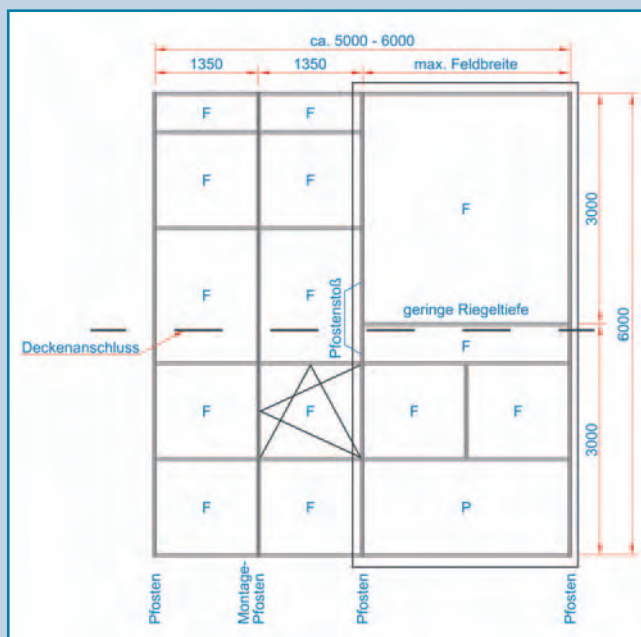 ca. 5000 - 6000
1350
1350
max. Feldbreite
F
F
F
F
F
3000
6000
F
F
Pfostenstoß
geringe Riegeltiefe
Deckenanschluss
F
F
F
F
F
3000
F
F
P
Pfosten
Montage-
Pfosten
Pfosten
Pfosten